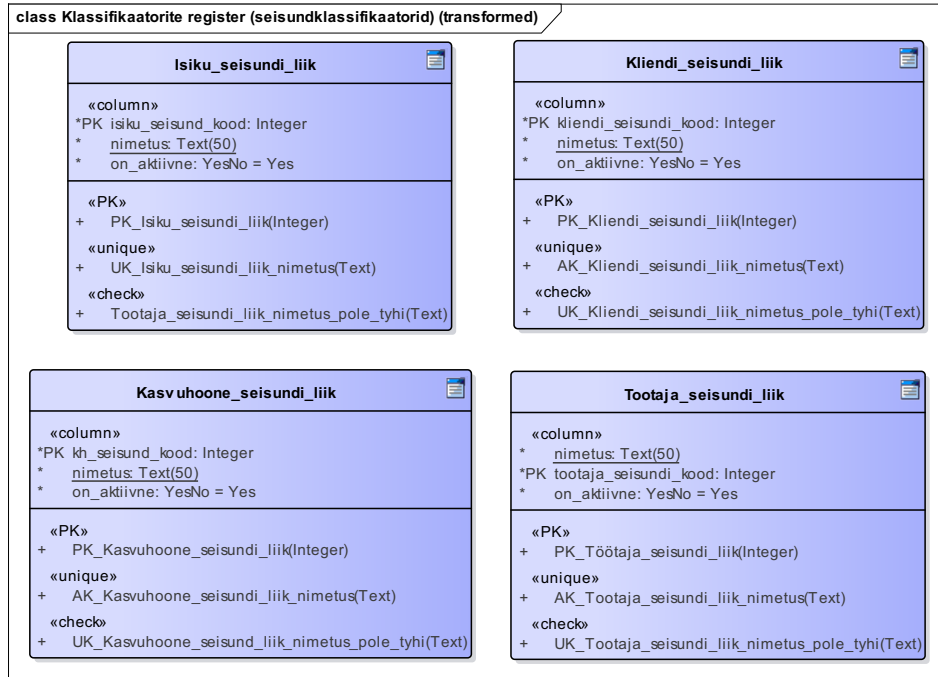 class Klassifikaatorite register (seisundklassifikaatorid) (transformed)
Isiku_seisundi_liik
«column»
*PK isiku_seisund_kood: Integer
* nimetus: Text(50)
* on_aktiivne: YesNo = Yes
«PK»
+ PK_Isiku_seisundi_liik(Integer)
«unique»
+ UK_Isiku_seisundi_liik_nimetus(Text)
«check»
+ Tootaja_seisundi_liik_nimetus_pole_tyhi(Text)
Kliendi_seisundi_liik
«column»
*PK kliendi_seisundi_kood: Integer
* nimetus: Text(50)
* on_aktiivne: YesNo = Yes
«PK»
+ PK_Kliendi_seisundi_liik(Integer)
«unique»
+ AK_Kliendi_seisundi_liik_nimetus(Text)
«check»
+ UK_Kliendi_seisundi_liik_nimetus_pole_tyhi(Text)
Kasvuhoone_seisundi_liik
«column»
*PK kh_seisund_kood: Integer
* nimetus: Text(50)
* on_aktiivne: YesNo = Yes
«PK»
+ PK_Kasvuhoone_seisundi_liik(Integer)
«unique»
+ AK_Kasvuhoone_seisundi_liik_nimetus(Text)
«check»
+ UK_Kasvuhoone_seisund_liik_nimetus_pole_tyhi(Text)
Tootaja_seisundi_liik
«column»
* nimetus: Text(50)
*PK tootaja_seisundi_kood: Integer
* on_aktiivne: YesNo = Yes
«PK»
+ PK_Töötaja_seisundi_liik(Integer)
«unique»
+ AK_Tootaja_seisundi_liik_nimetus(Text)
«check»
+ UK_Tootaja_seisundi_liik_nimetus_pole_tyhi(Text)